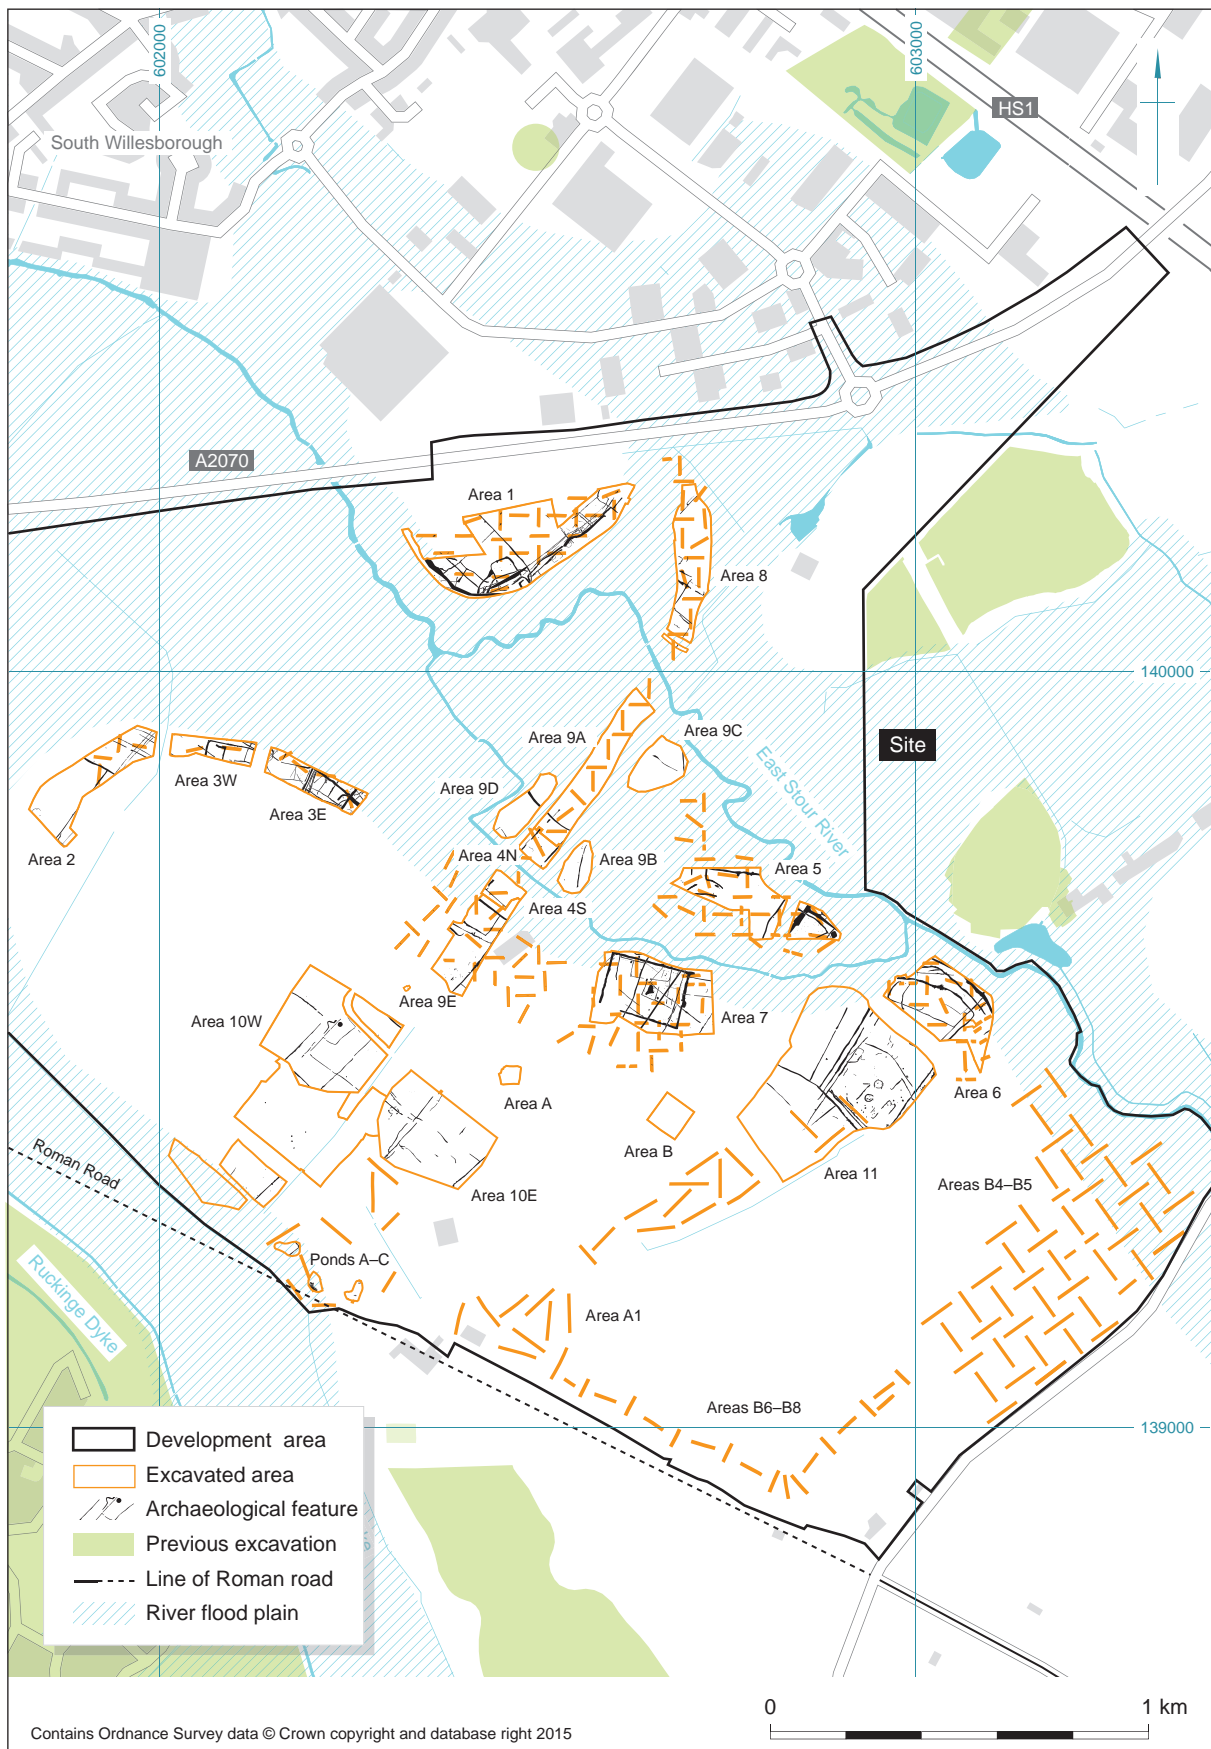 602000
603000
HS1
South Willesborough
A2070
Area 1
Area 8
140000
Site
Area 9A
Area 9C
East Stour River
Area 3W
Area 9D
Area 3E
Area 2
Area 4N
Area 9B
Area 5
Area 4S
Area 9E
Area 10W
Area 7
Area 6
Area A
Area B
Area 11
Roman Road
Area 10E
Areas B4–B5
Ponds A–C
Ruckinge Dyke
Area A1
Areas B6–B8
139000
Development area
Excavated area
Archaeological feature
Previous excavation
Line of Roman road
River flood plain
0
1 km
Contains Ordnance Survey data © Crown copyright and database right 2015